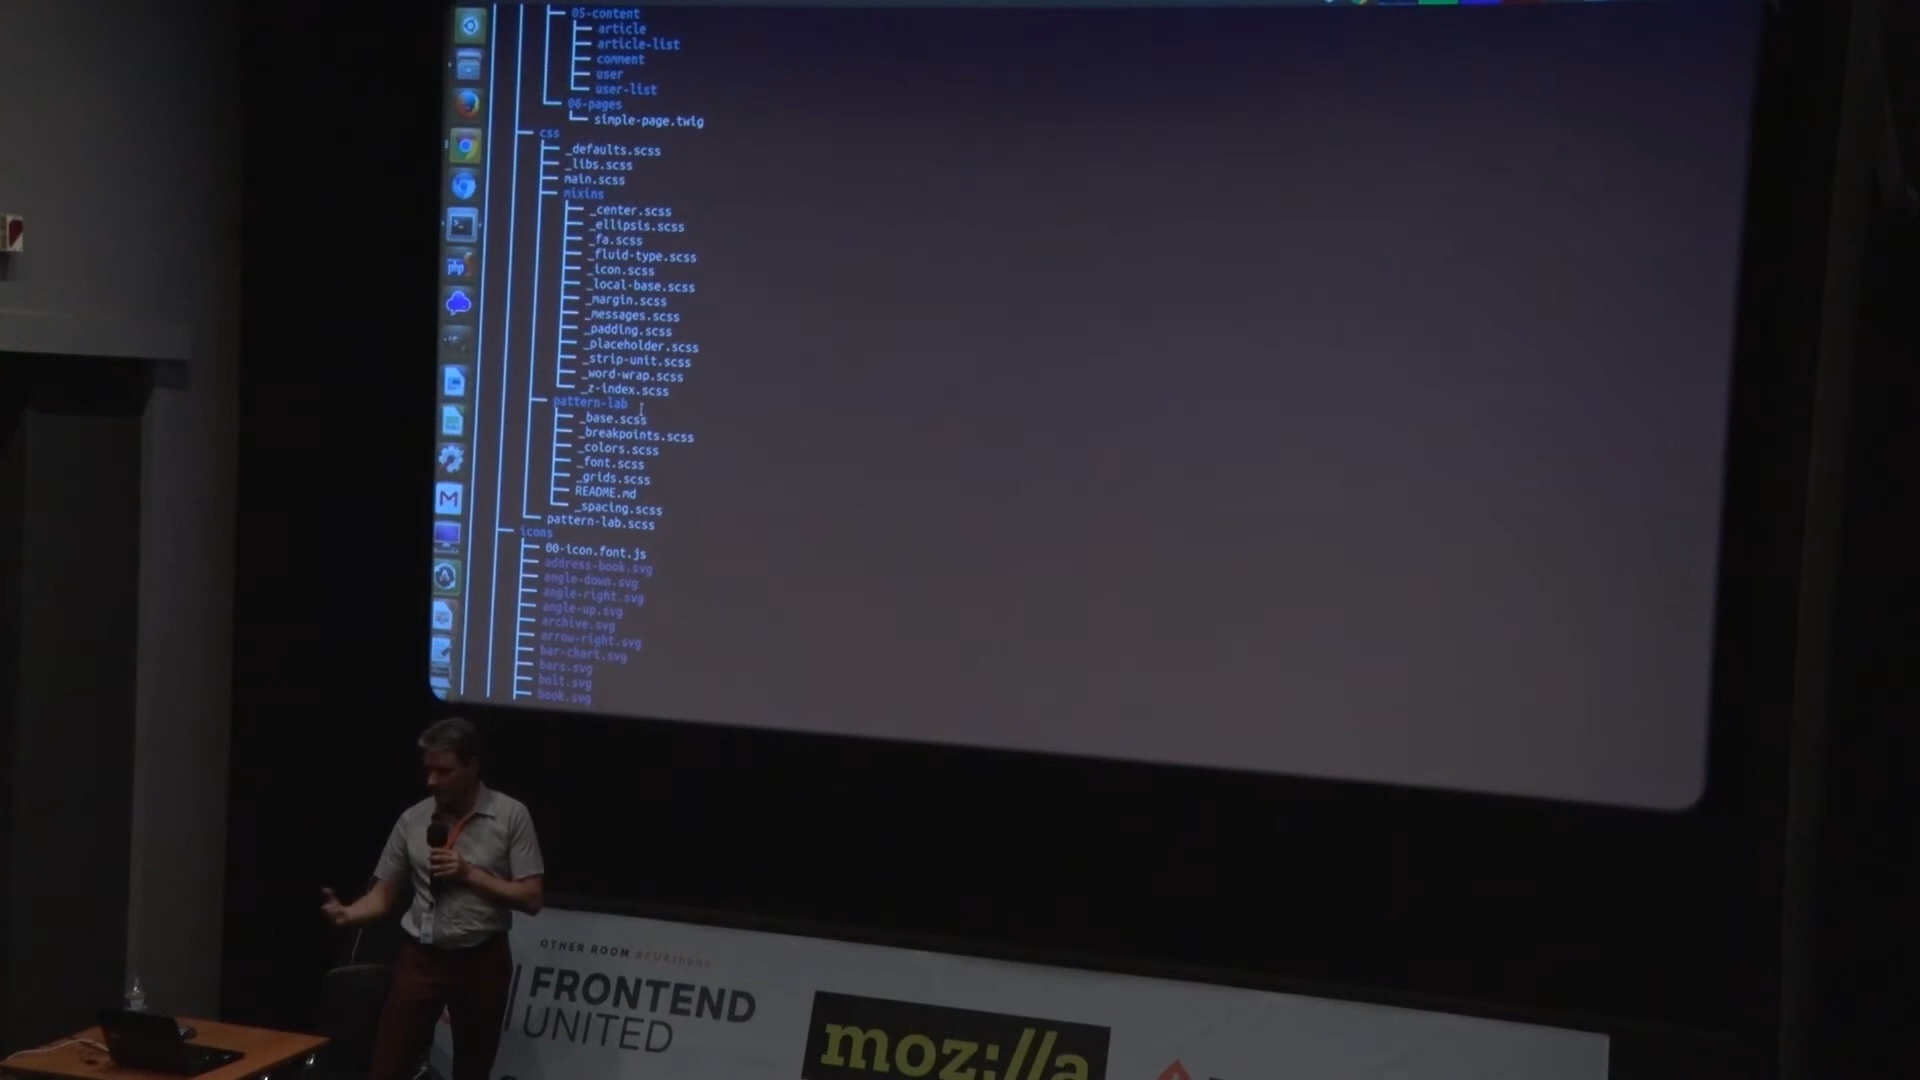 05-content
article
article-list
comment
user
user-list
06-pages
simple-page.twig
css
_defaults.scss
_libs.scss
main.scss
mixins
_center.scss
_ellipsis.scss
_fa.scss
_fluid-type.scss
_icon.scss
_local-base.scss
_margin.scss
_messages.scss
_padding.scss
_placeholder.scss
_strip-unit.scss
_word-wrap.scss
_z-index.scss
pattern-lab
_base.scss
_breakpoints.scss
_colors.scss
_font.scss
_grids.scss
README.md
_spacing.scss
pattern-lab.scss
icons
00-icon.font.js
address-book.svg
angle-down.svg
angle-right.svg
angle-up.svg
archive.svg
arrow-right.svg
bar-chart.svg
bars.svg
bolt.svg
book.svg
php
OTHER ROOM #FUAthens
FRONTEND
UNITED
moz://a